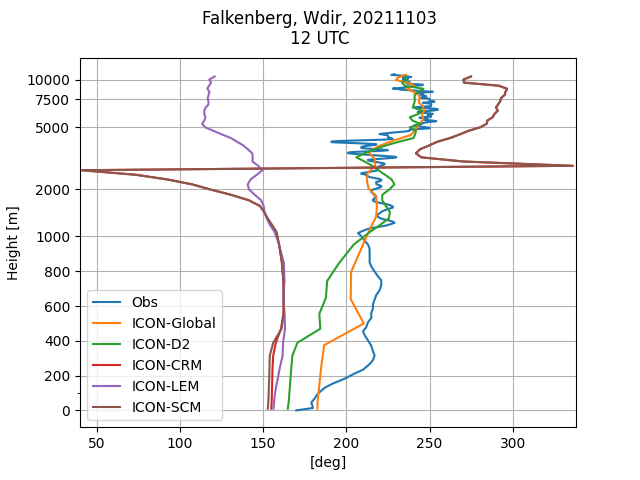 Falkenberg, Wdir, 20211103
12 UTC
Height [m]
10000
7500
5000
2000
1000
800
600
400
200
0
Obs
ICON-Global
ICON-D2
ICON-CRM
ICON-LEM
ICON-SCM
50
100
150
200
250
300
[deg]